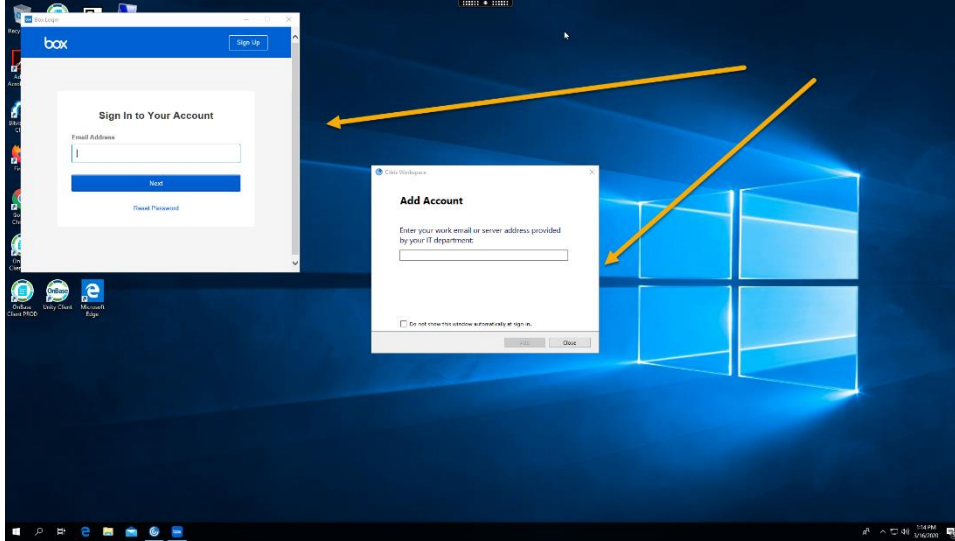 Box Login
box
Sign Up
Sign In to Your Account
Email Address
Next
Reset Password
Citrix Workspace
Add Account
Enter your work email or server address provided
by your IT department:
Do not show this window automatically at sign in.
Add
Close
OnBase
Client PROD
OnBase
Unity Client
Microsoft
Edge
box
1:14 PM
3/16/2020